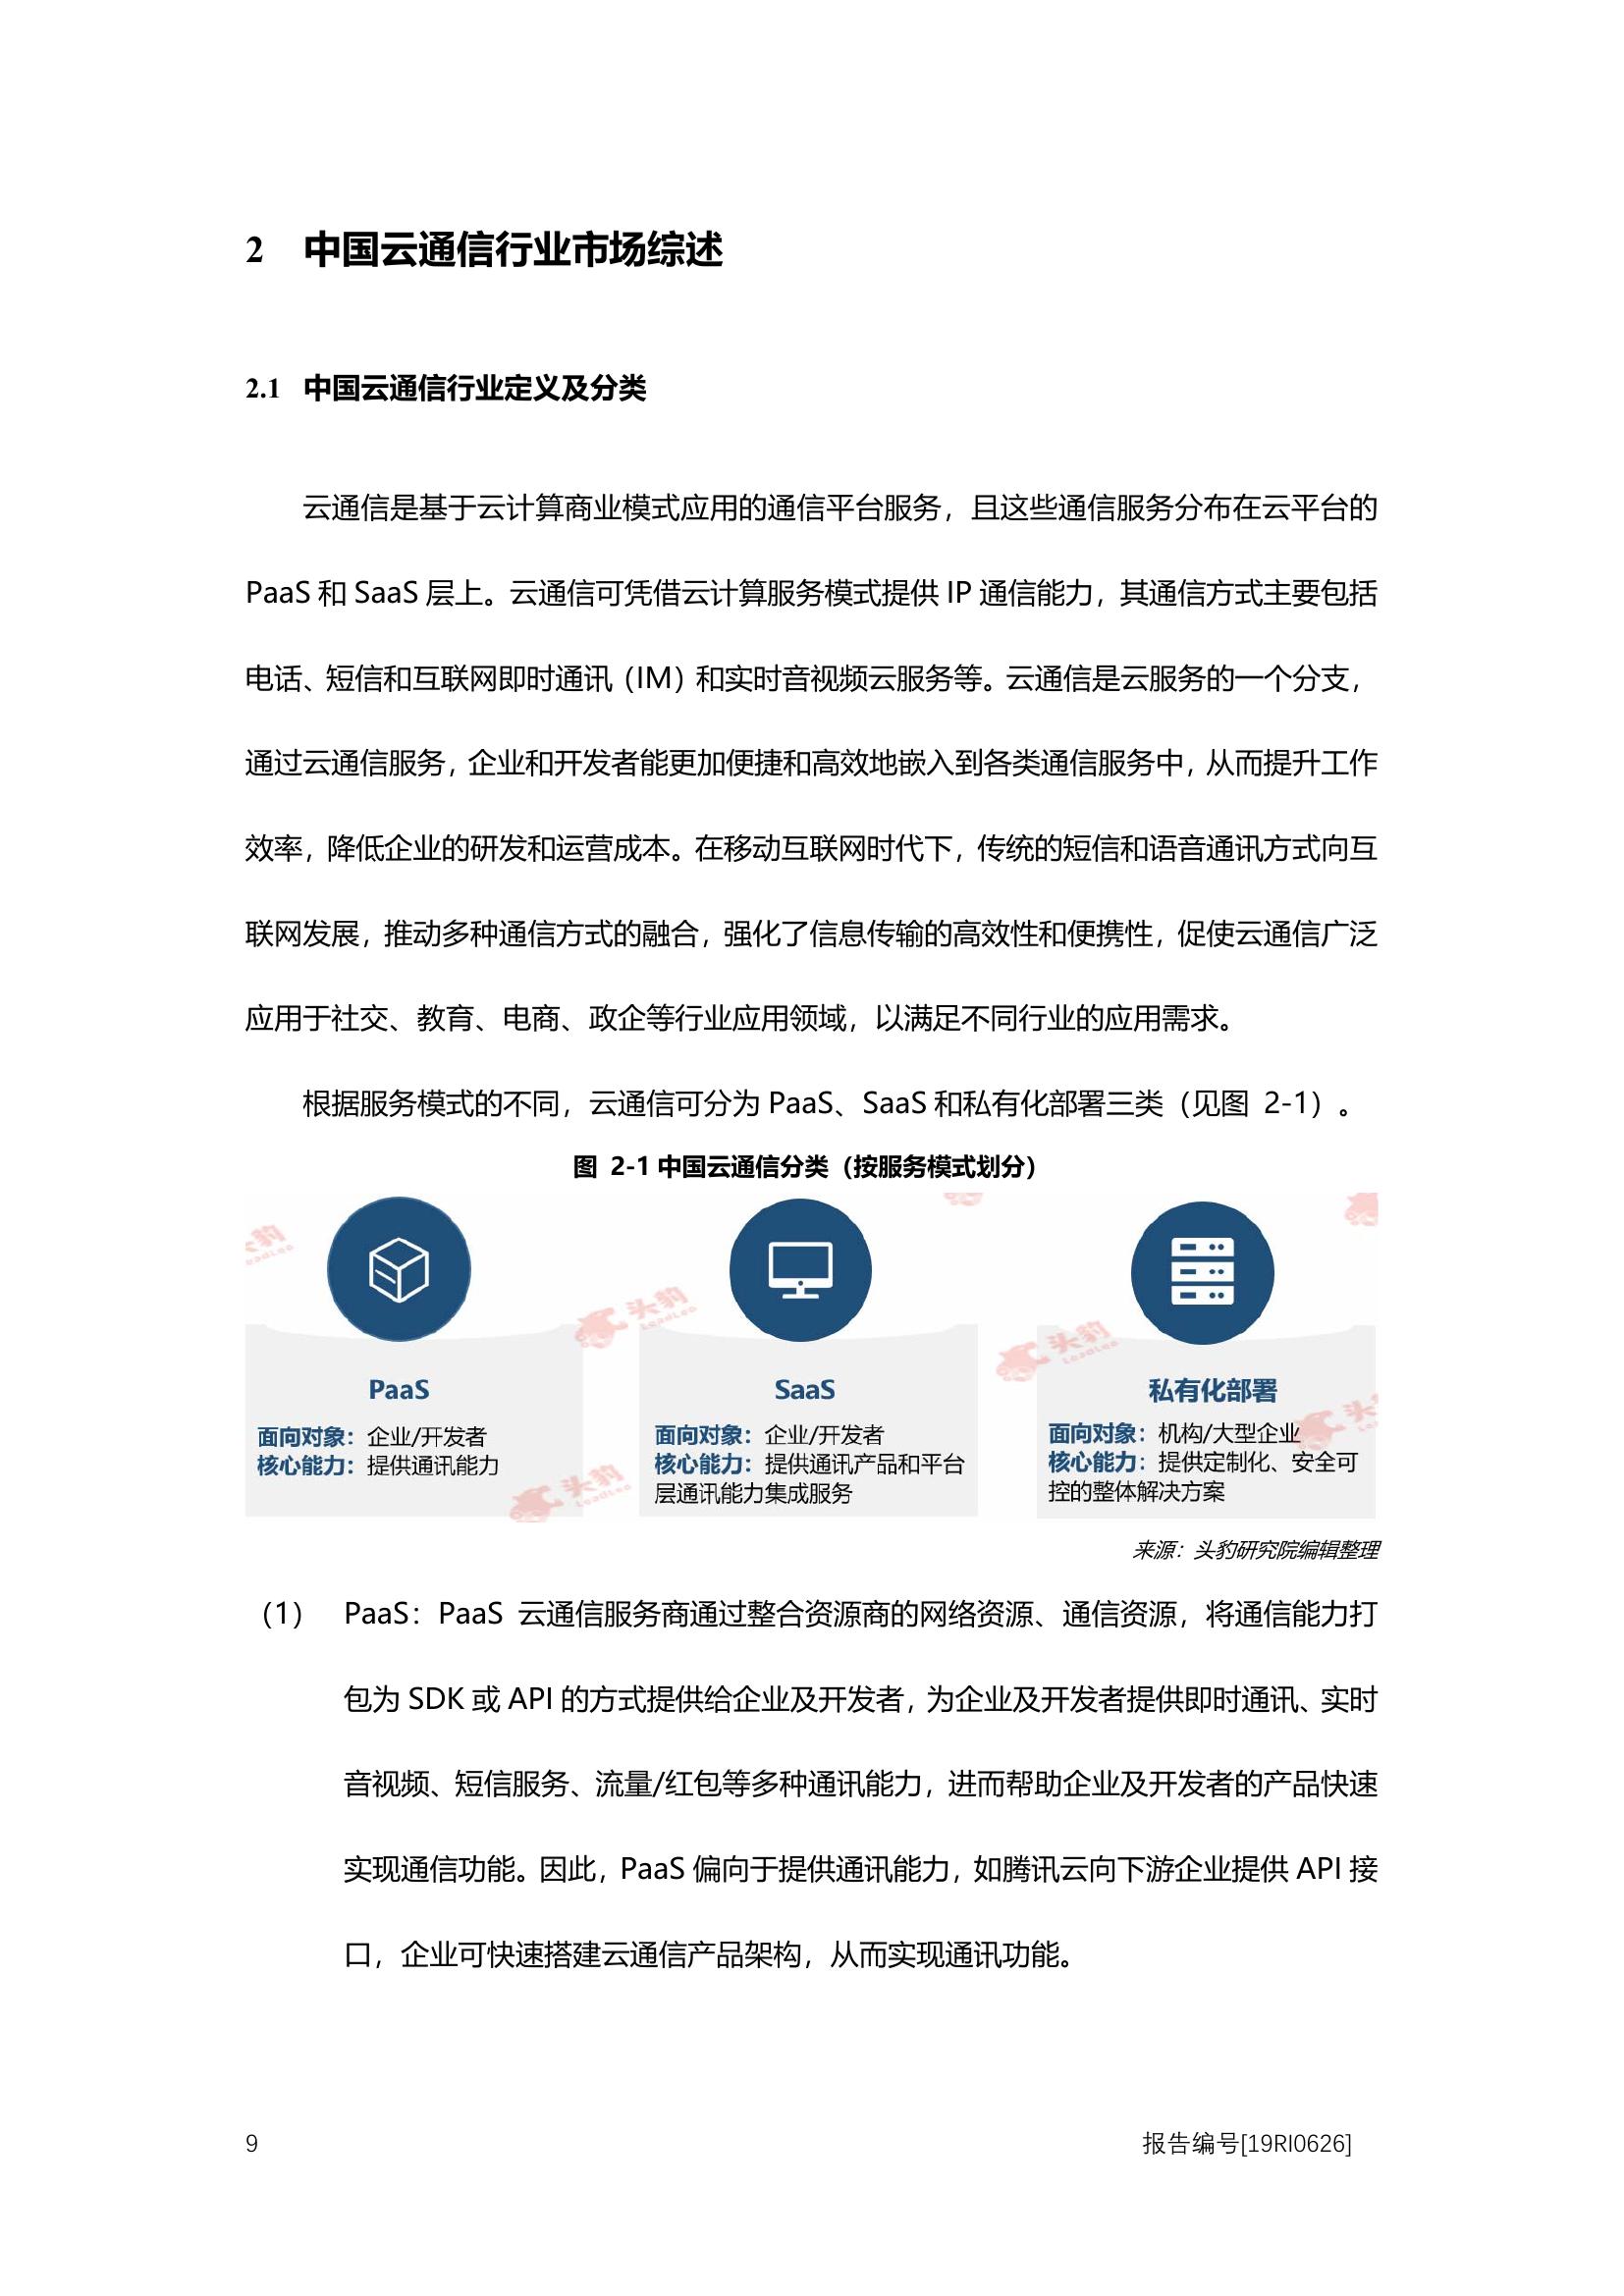 2 中国云通信行业市场综述
2.1 中国云通信行业定义及分类
云通信是基于云计算商业模式应用的通信平台服务，且这些通信服务分布在云平台的
PaaS 和 SaaS 层上。云通信可凭借云计算服务模式提供 IP 通信能力，其通信方式主要包括
电话、短信和互联网即时通讯（IM）和实时音视频云服务等。云通信是云服务的一个分支，
通过云通信服务，企业和开发者能更加便捷和高效地嵌入到各类通信服务中，从而提升工作
效率，降低企业的研发和运营成本。在移动互联网时代下，传统的短信和语音通讯方式向互
联网发展，推动多种通信方式的融合，强化了信息传输的高效性和便携性，促使云通信广泛
应用于社交、教育、电商、政企等行业应用领域，以满足不同行业的应用需求。
根据服务模式的不同，云通信可分为 PaaS、SaaS 和私有化部署三类（见图 2-1）。
图 2-1 中国云通信分类（按服务模式划分）
PaaS
面向对象：企业/开发者
核心能力：提供通讯能力
SaaS
面向对象：企业/开发者
核心能力：提供通讯产品和平台
层通讯能力集成服务
私有化部署
面向对象：机构/大型企业
核心能力：提供定制化、安全可
控的整体解决方案
头豹
LeadLeo
头豹
LeadLeo
头豹
LeadLeo
来源：头豹研究院编辑整理
（1） PaaS：PaaS 云通信服务商通过整合资源商的网络资源、通信资源，将通信能力打
包为 SDK 或 API 的方式提供给企业及开发者，为企业及开发者提供即时通讯、实时
音视频、短信服务、流量/红包等多种通讯能力，进而帮助企业及开发者的产品快速
实现通信功能。因此，PaaS 偏向于提供通讯能力，如腾讯云向下游企业提供 API 接
口，企业可快速搭建云通信产品架构，从而实现通讯功能。
9
报告编号[19RI0626]